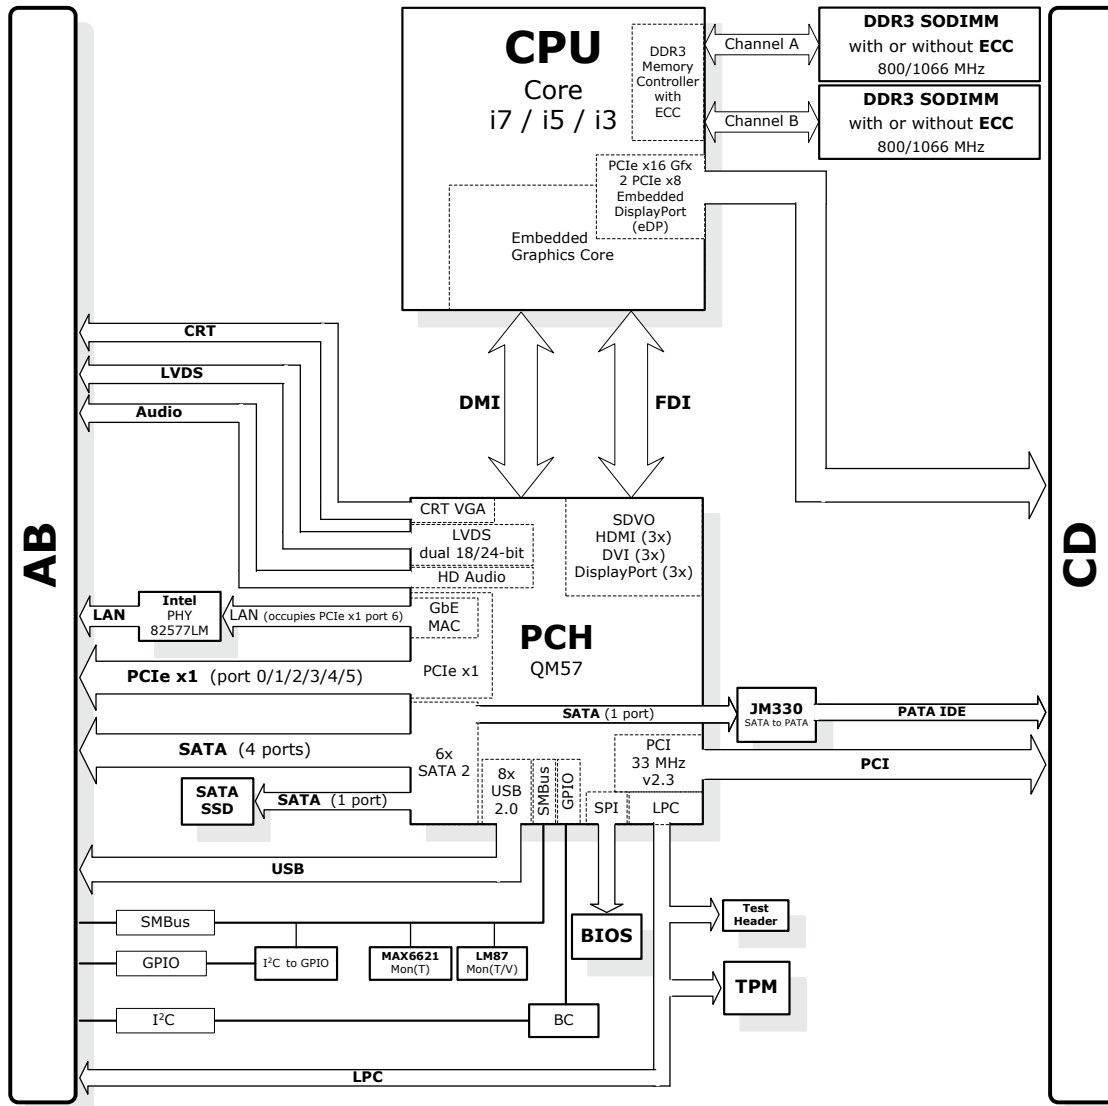 CPU
Core
i7 / i5 / i3
DDR3
Memory
Controller
with
ECC
Channel A
Channel B
DDR3 SODIMM
with or without ECC
800/1066 MHz
DDR3 SODIMM
with or without ECC
800/1066 MHz
PCIe x16 Gfx
2 PCIe x8
Embedded
DisplayPort
(eDP)
Embedded
Graphics Core
AB
CD
CRT
LVDS
Audio
DMI
FDI
CRT VGA
LVDS
dual 18/24-bit
HD Audio
SDVO
HDMI (3x)
DVI (3x)
DisplayPort (3x)
LAN
Intel
PHY
82577LM
LAN (occupies PCIe x1 port 6)
GbE
MAC
PCH
QM57
PCIe x1 (port 0/1/2/3/4/5)
PCIe x1
SATA (1 port)
JM330
SATA to PATA
PATA IDE
SATA (4 ports)
6x
SATA 2
PCI
33 MHz
v2.3
PCI
SATA
SSD
SATA (1 port)
8x
USB
2.0
SMBus
GPIO
SPI
LPC
USB
SMBus
GPIO
I²C to GPIO
MAX6621
Mon(T)
LM87
Mon(T/V)
BIOS
Test
Header
TPM
I²C
BC
LPC